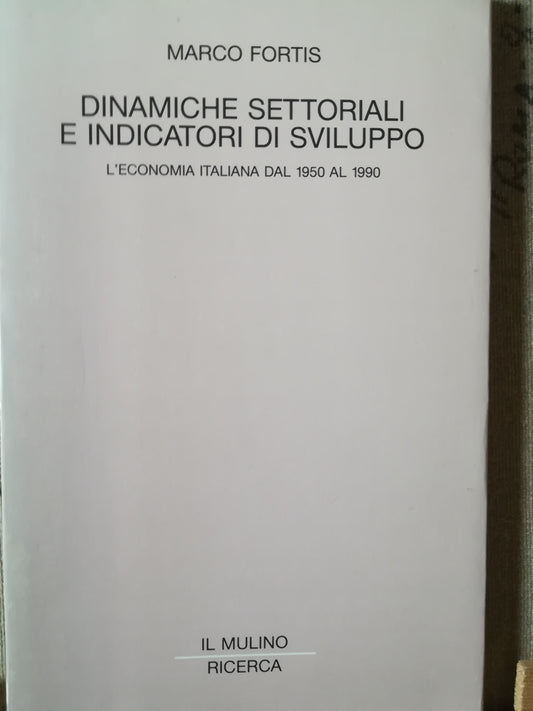 MARCO FORTIS
DINAMICHE SETTORIALI
E INDICATORI DI SVILUPPO
L'ECONOMIA ITALIANA DAL 1950 AL 1990
IL MULINO
RICERCA